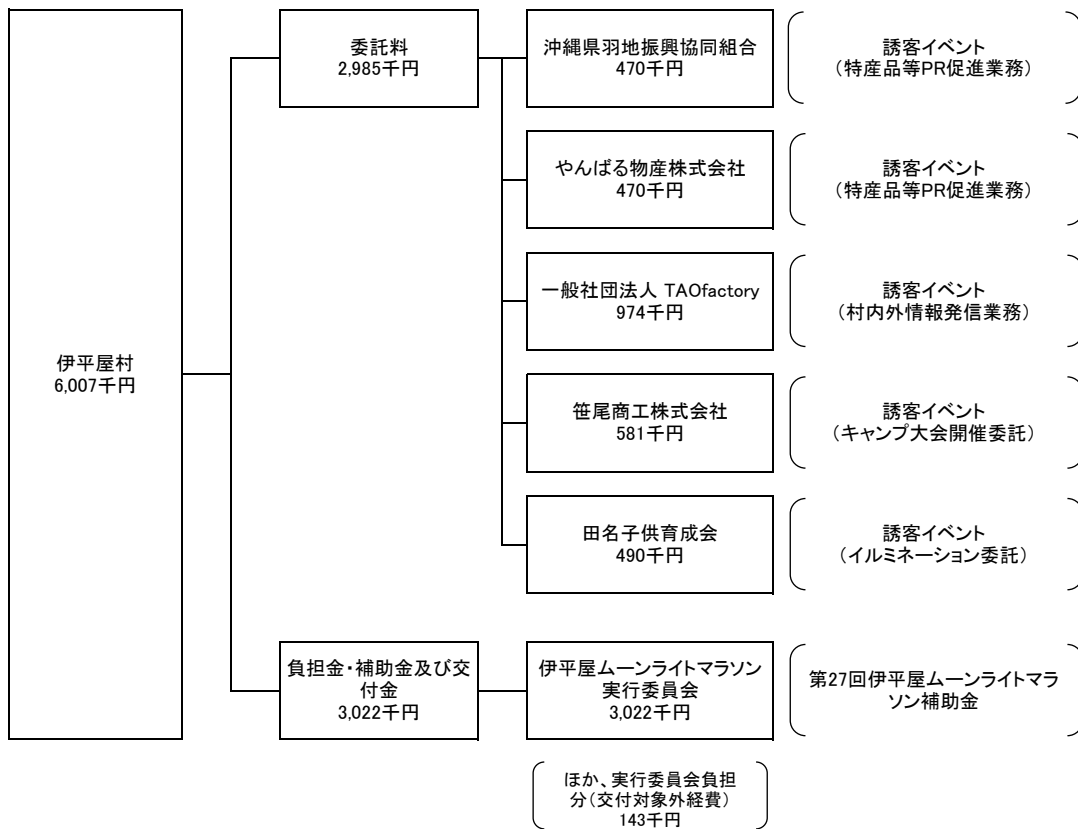 伊平屋村
6,007千円
委託料
2,985千円
沖縄県羽地振興協同組合
470千円
誘客イベント
（特産品等PR促進業務）
やんばる物産株式会社
470千円
誘客イベント
（特産品等PR促進業務）
一般社団法人 TAOfactory
974千円
誘客イベント
（村内外情報発信業務）
笹尾商工株式会社
581千円
誘客イベント
（キャンプ大会開催委託）
田名子供育成会
490千円
誘客イベント
（イルミネーション委託）
負担金・補助金及び交
付金
3,022千円
伊平屋ムーンライトマラソン
実行委員会
3,022千円
第27回伊平屋ムーンライトマラ
ソン補助金
ほか、実行委員会負担
分（交付対象外経費）
143千円